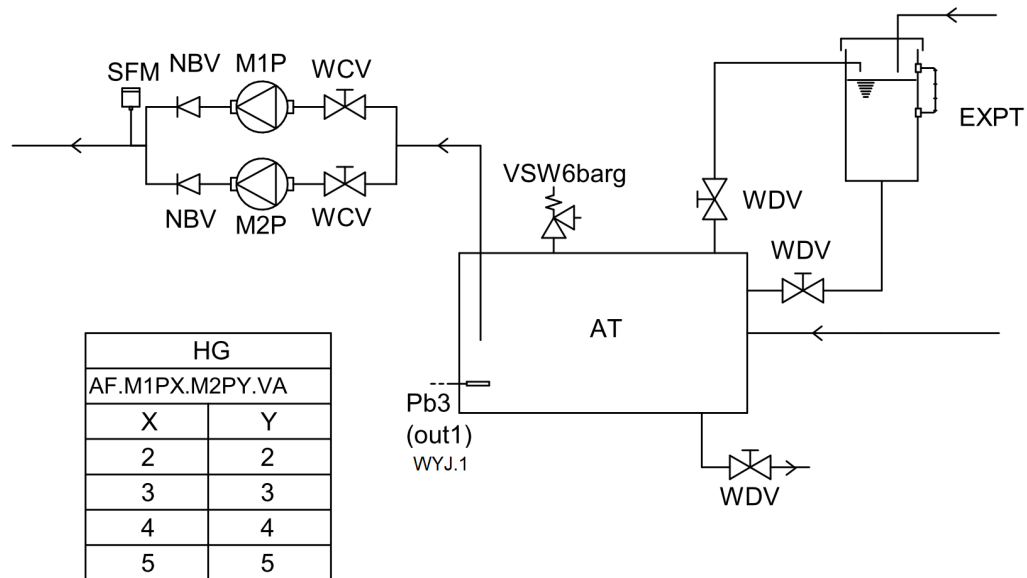 SFM
NBV
M1P
WCV
EXPT
VSW6barg
NBV
M2P
WCV
WDV
WDV
AT
HG
AF.M1PX.M2PY.VA
X Y
2 2
3 3
4 4
5 5
Pb3
(out1)
WYJ.1
WDV